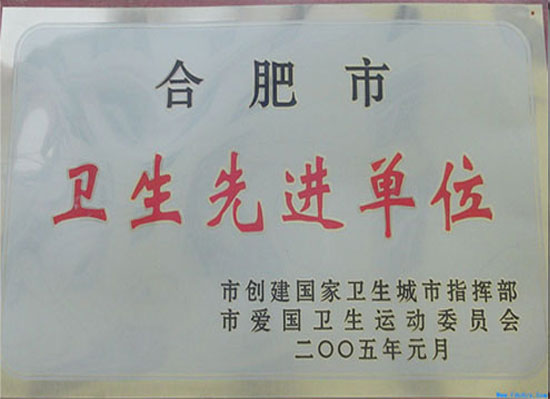 合肥市
卫生先进单位
市创建国家卫生城市指挥部
市爱国卫生运动委员会
二〇〇五年元月